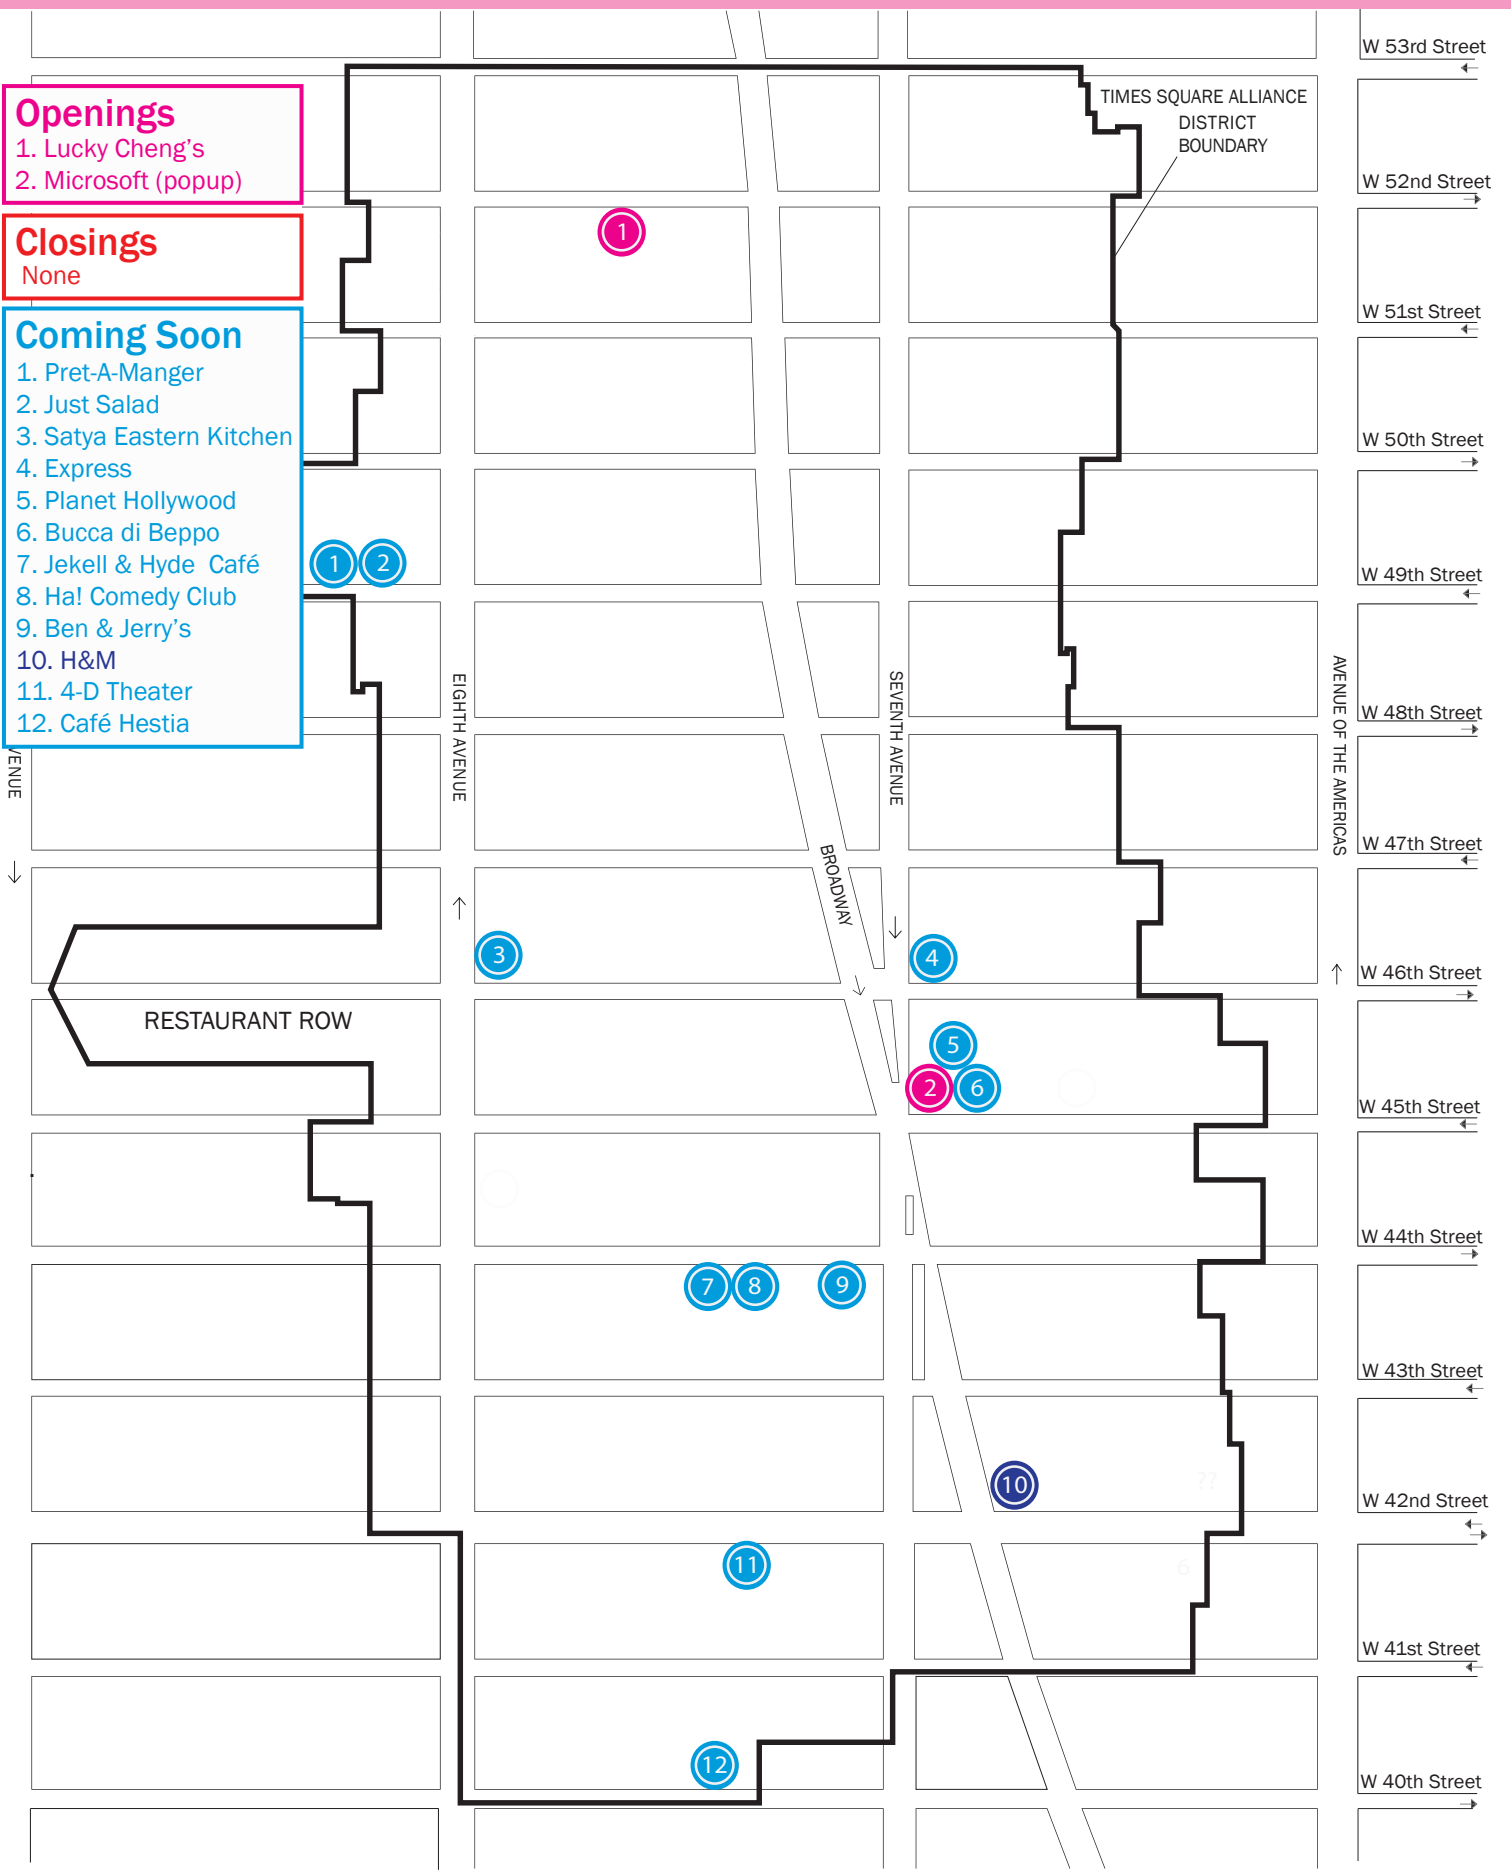 W 53rd Street
Openings
1. Lucky Cheng's
2. Microsoft (popup)
TIMES SQUARE ALLIANCE
DISTRICT
BOUNDARY
W 52nd Street
1
Closings
None
W 51st Street
Coming Soon
1. Pret-A-Manger
2. Just Salad
3. Satya Eastern Kitchen
4. Express
5. Planet Hollywood
6. Bucca di Beppo
7. Jekell & Hyde Café
8. Ha! Comedy Club
9. Ben & Jerry's
10. H&M
11. 4-D Theater
12. Café Hestia
W 50th Street
1
2
W 49th Street
VENUE
EIGHTH AVENUE
SEVENTH AVENUE
AVENUE OF THE AMERICAS
W 48th Street
W 47th Street
BROADWAY
3
4
W 46th Street
RESTAURANT ROW
5
2
6
W 45th Street
W 44th Street
7
8
9
W 43th Street
10
??
W 42nd Street
11
6
W 41st Street
12
W 40th Street